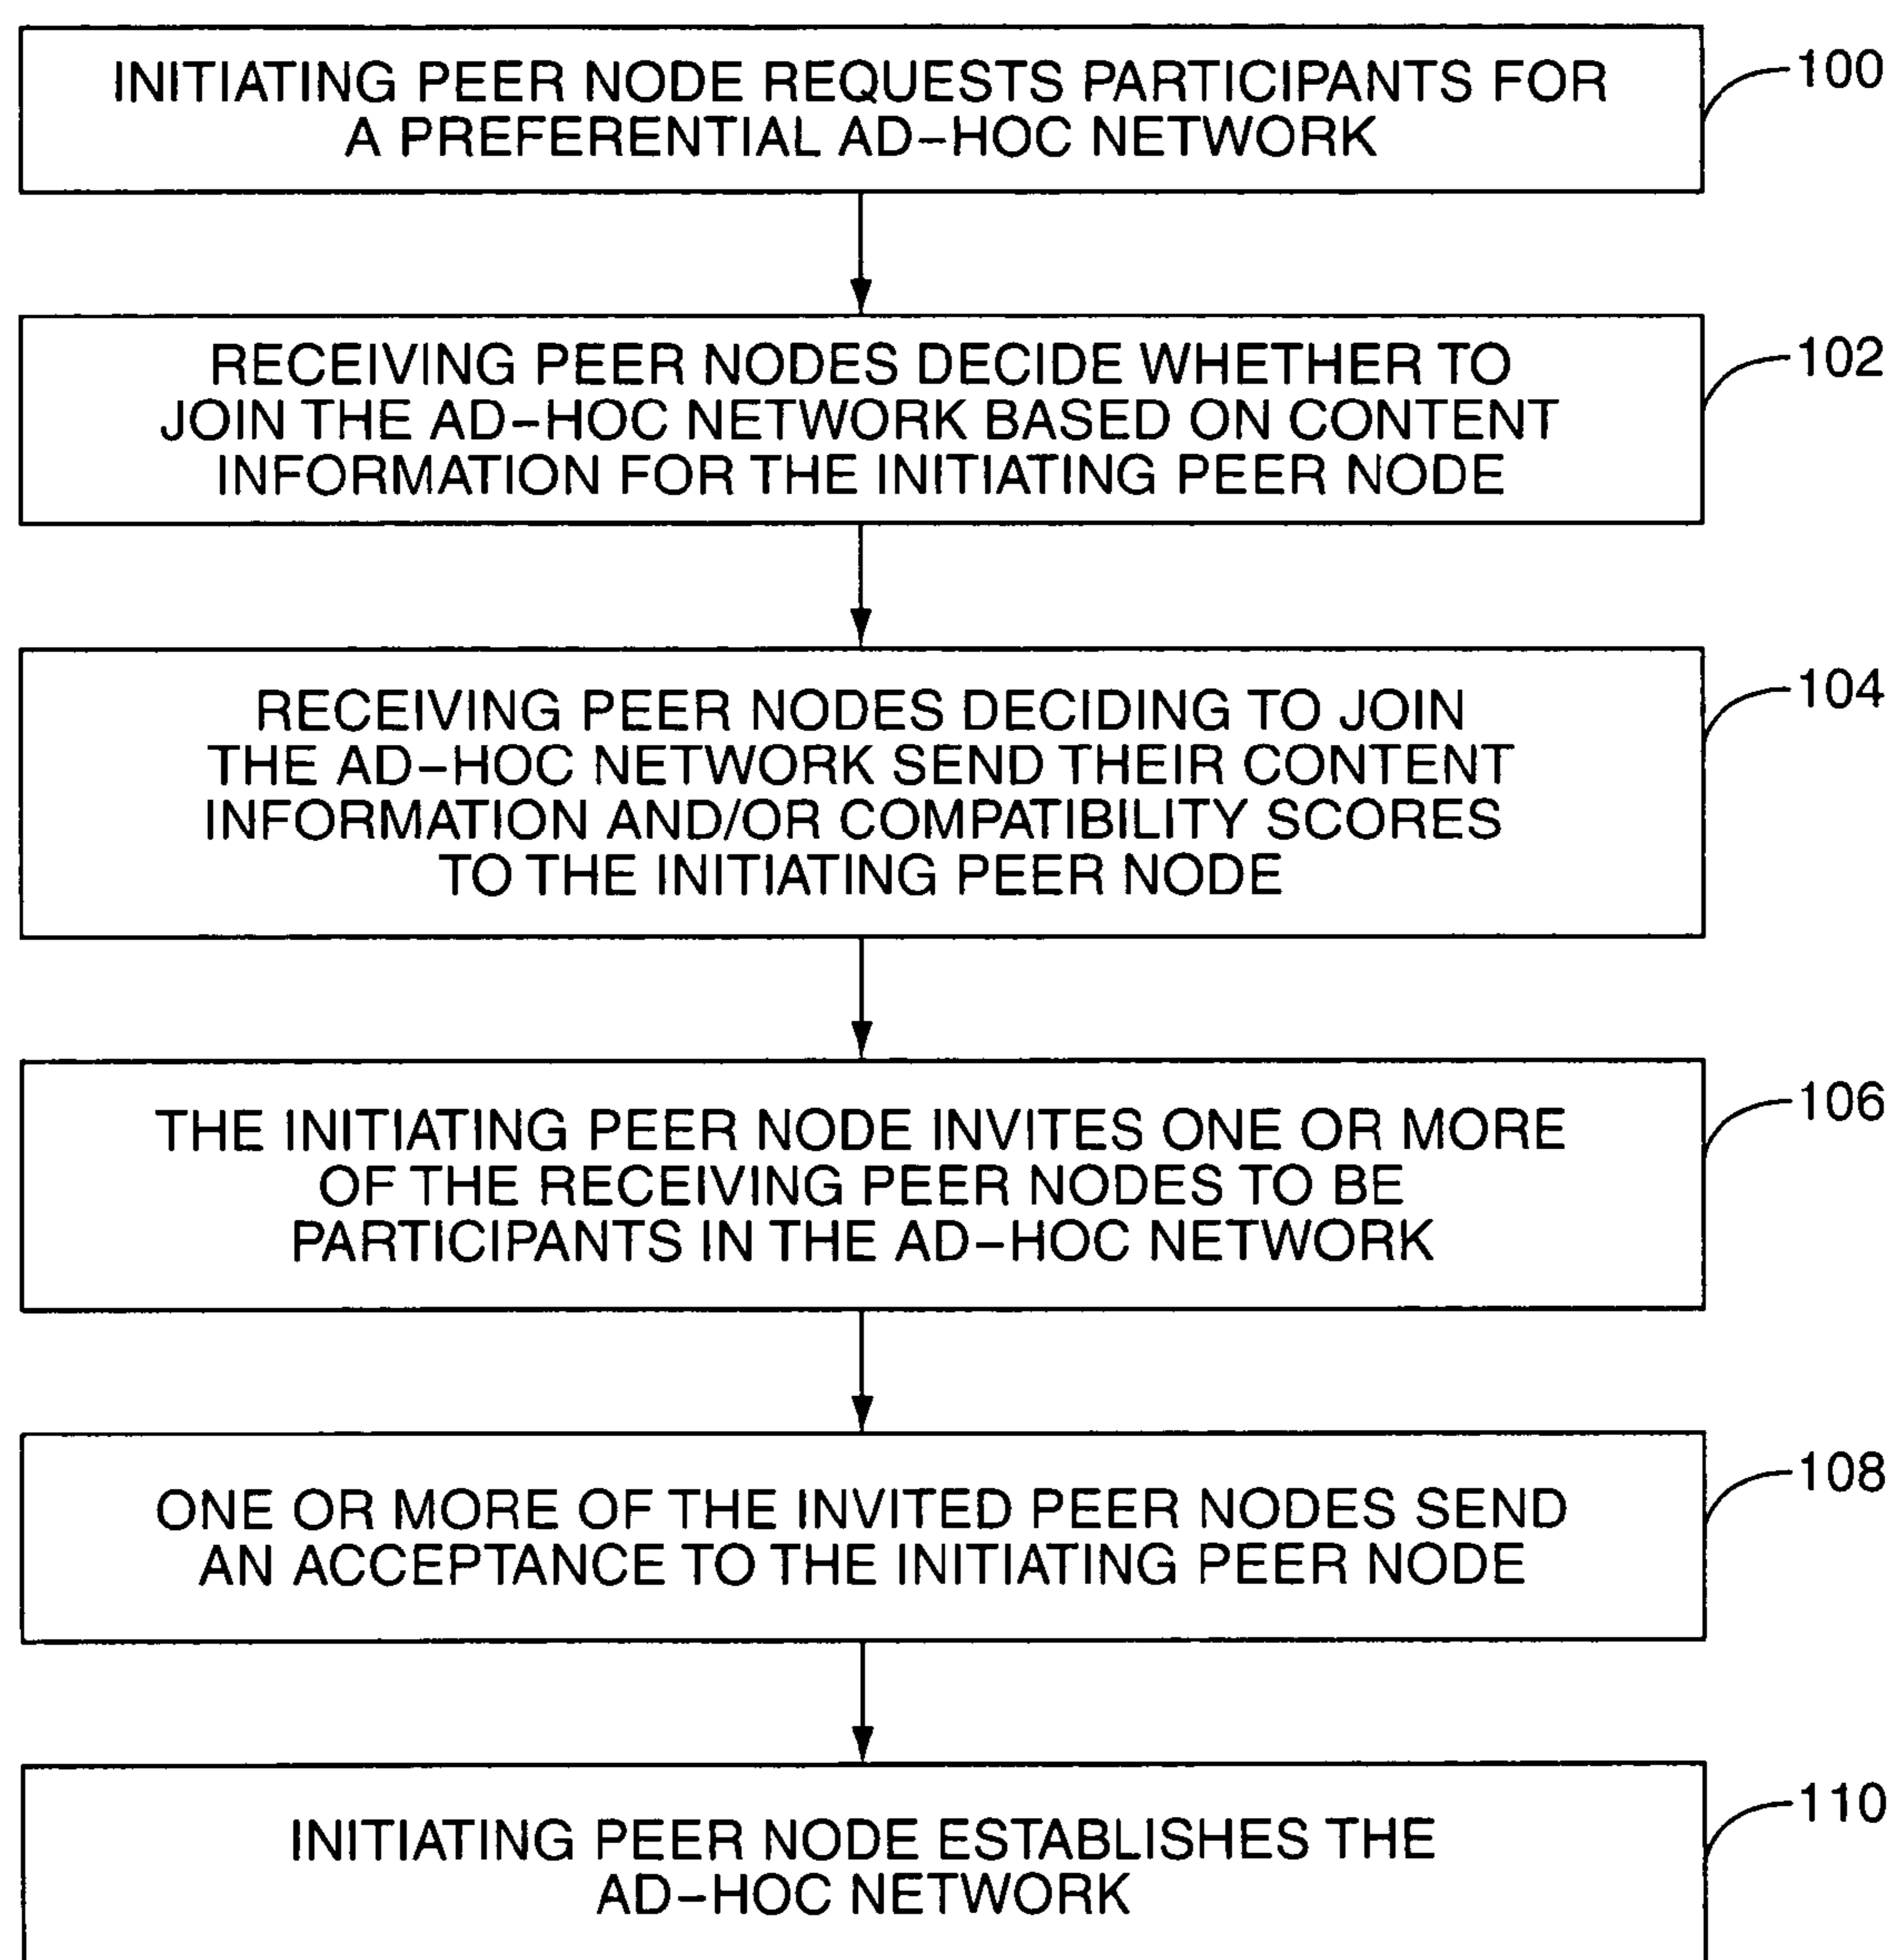 INITIATING PEER NODE REQUESTS PARTICIPANTS FOR
A PREFERENTIAL AD–HOC NETWORK
100
RECEIVING PEER NODES DECIDE WHETHER TO
JOIN THE AD–HOC NETWORK BASED ON CONTENT
INFORMATION FOR THE INITIATING PEER NODE
102
RECEIVING PEER NODES DECIDING TO JOIN
THE AD–HOC NETWORK SEND THEIR CONTENT
INFORMATION AND/OR COMPATIBILITY SCORES
TO THE INITIATING PEER NODE
104
THE INITIATING PEER NODE INVITES ONE OR MORE
OF THE RECEIVING PEER NODES TO BE
PARTICIPANTS IN THE AD–HOC NETWORK
106
ONE OR MORE OF THE INVITED PEER NODES SEND
AN ACCEPTANCE TO THE INITIATING PEER NODE
108
INITIATING PEER NODE ESTABLISHES THE
AD–HOC NETWORK
110